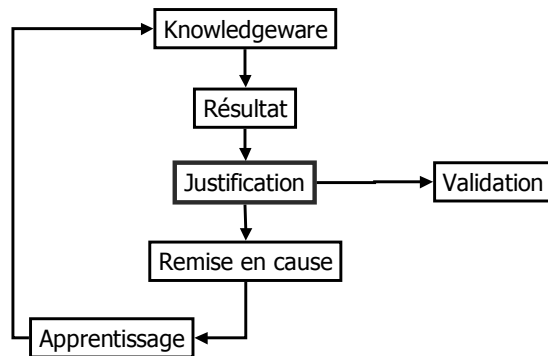 Knowledgeware
Résultat
Justification
Validation
Remise en cause
Apprentissage